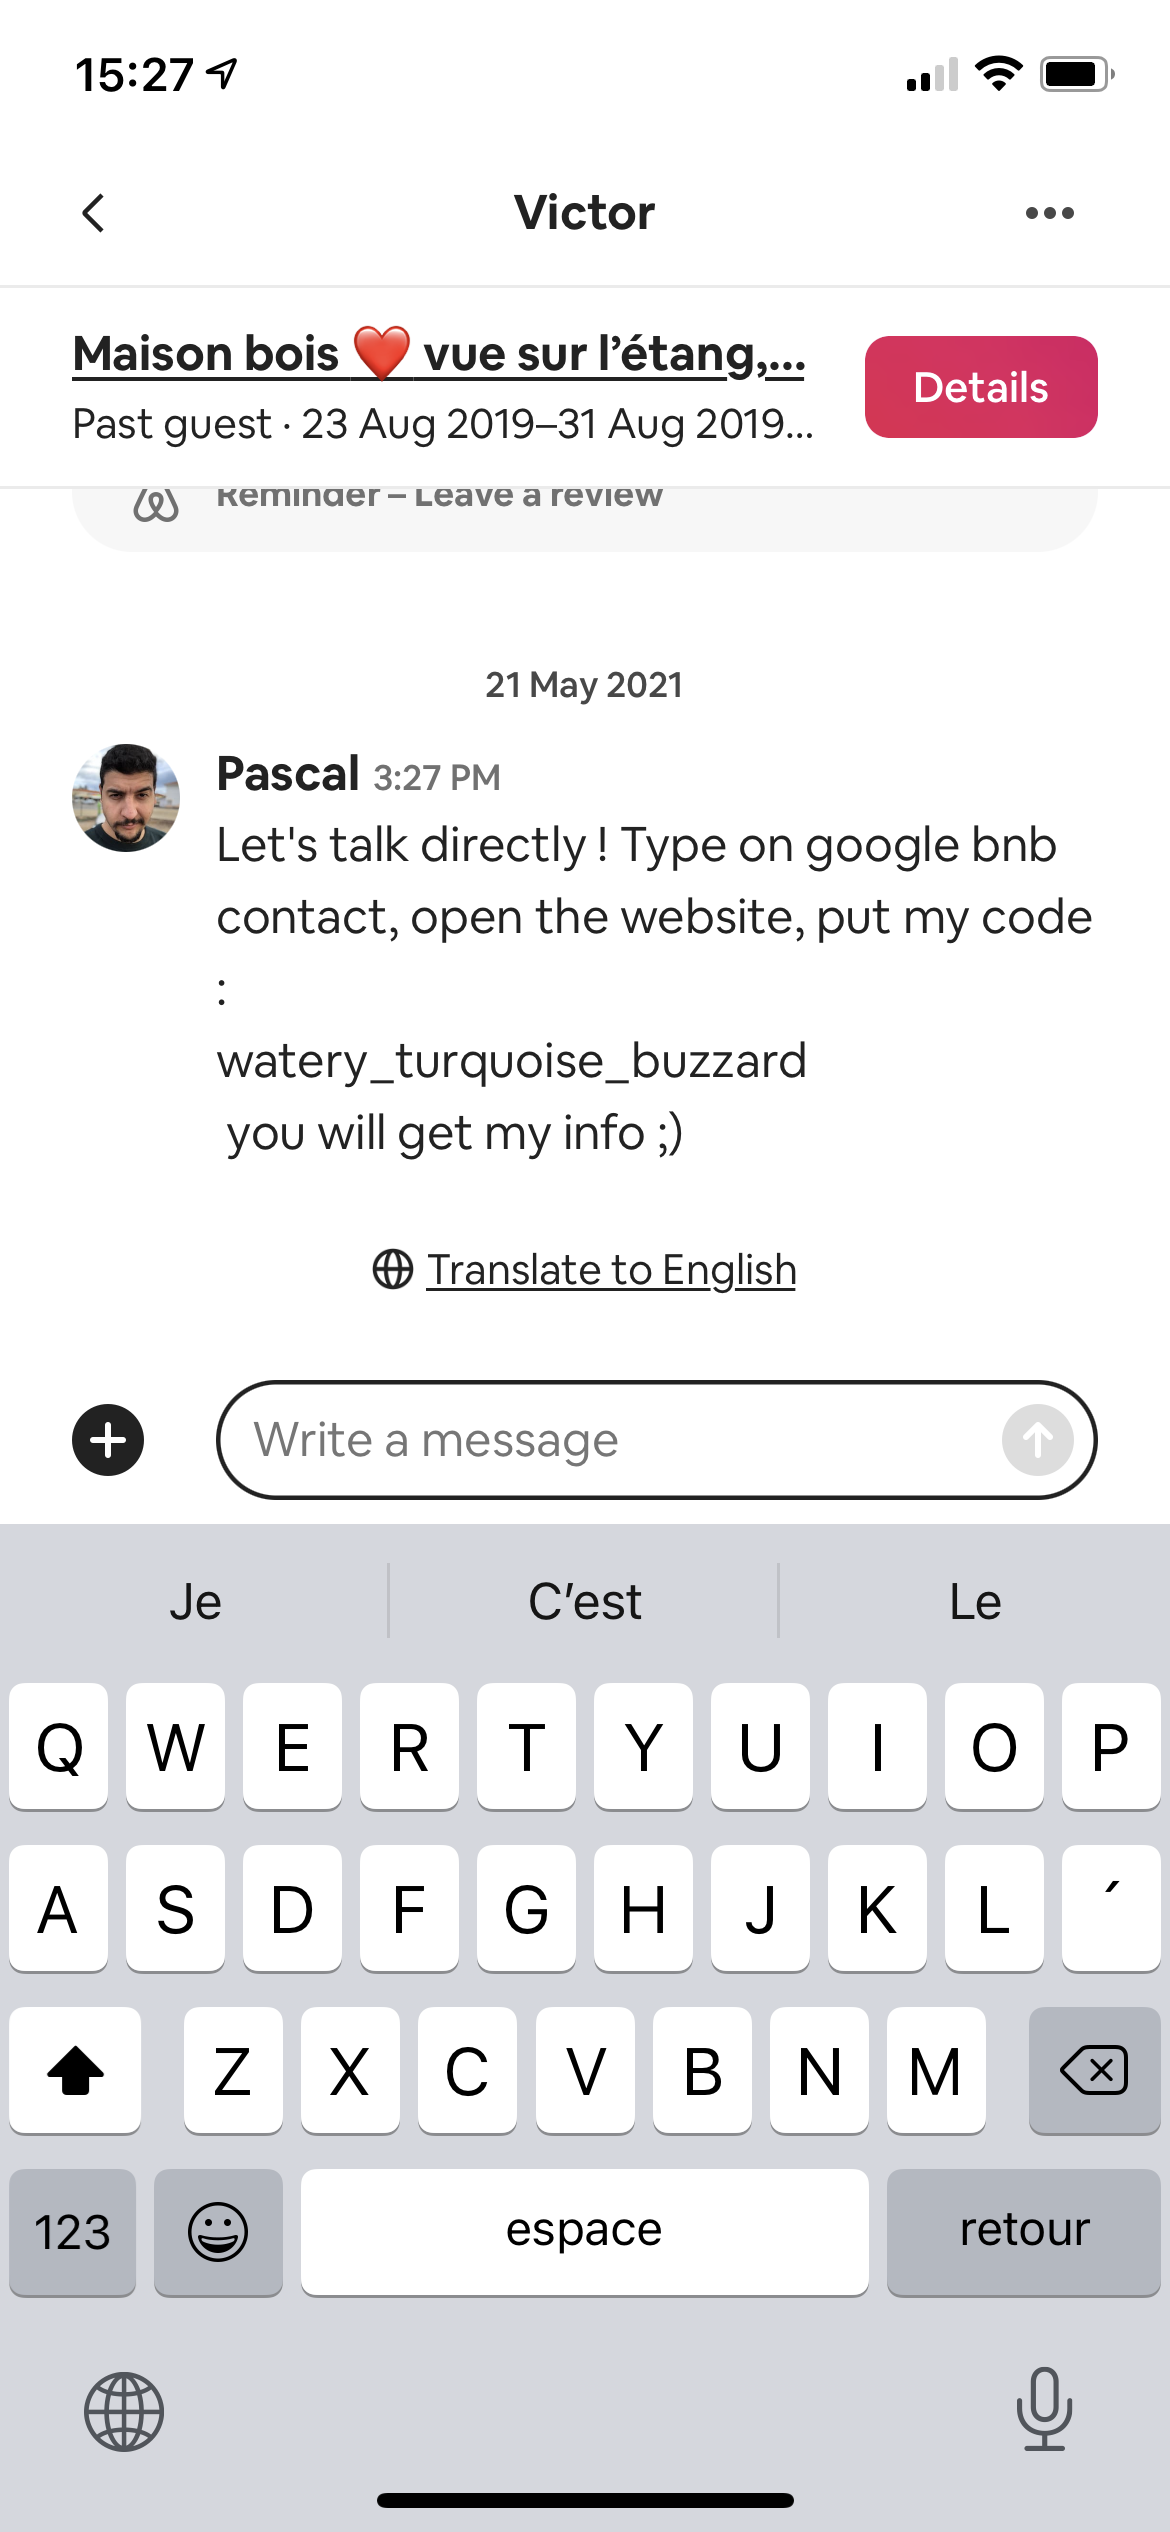 15:27
Victor
Maison bois ❤️ vue sur l’étang,...
Details
Past guest · 23 Aug 2019–31 Aug 2019...
Reminder – Leave a review
21 May 2021
Pascal 3:27 PM
Let's talk directly ! Type on google bnb
contact, open the website, put my code
:
watery_turquoise_buzzard
you will get my info ;)
Translate to English
Write a message
Je C’est Le
Q W E R T Y U I O P
A S D F G H J K L ´
Z X C V B N M
123 espace retour